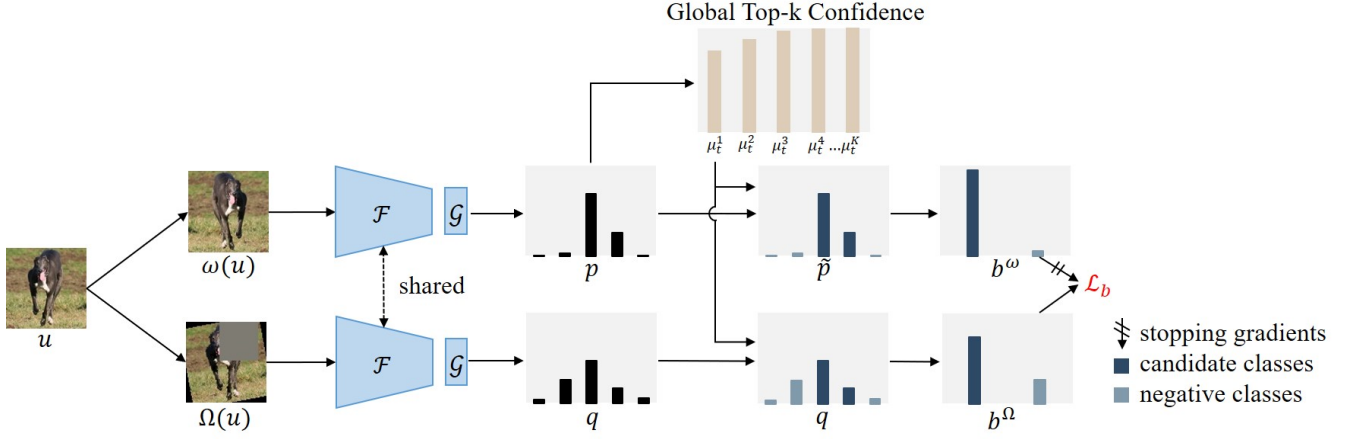 Global Top-k Confidence
μ_t^1 μ_t^2 μ_t^3 μ_t^4 ...μ_t^K
ℱ
𝒢
ω(u)
p
p̃
b^ω
shared
ℒ_b
u
stopping gradients
ℱ
𝒢
candidate classes
negative classes
Ω(u)
q
q
b^Ω